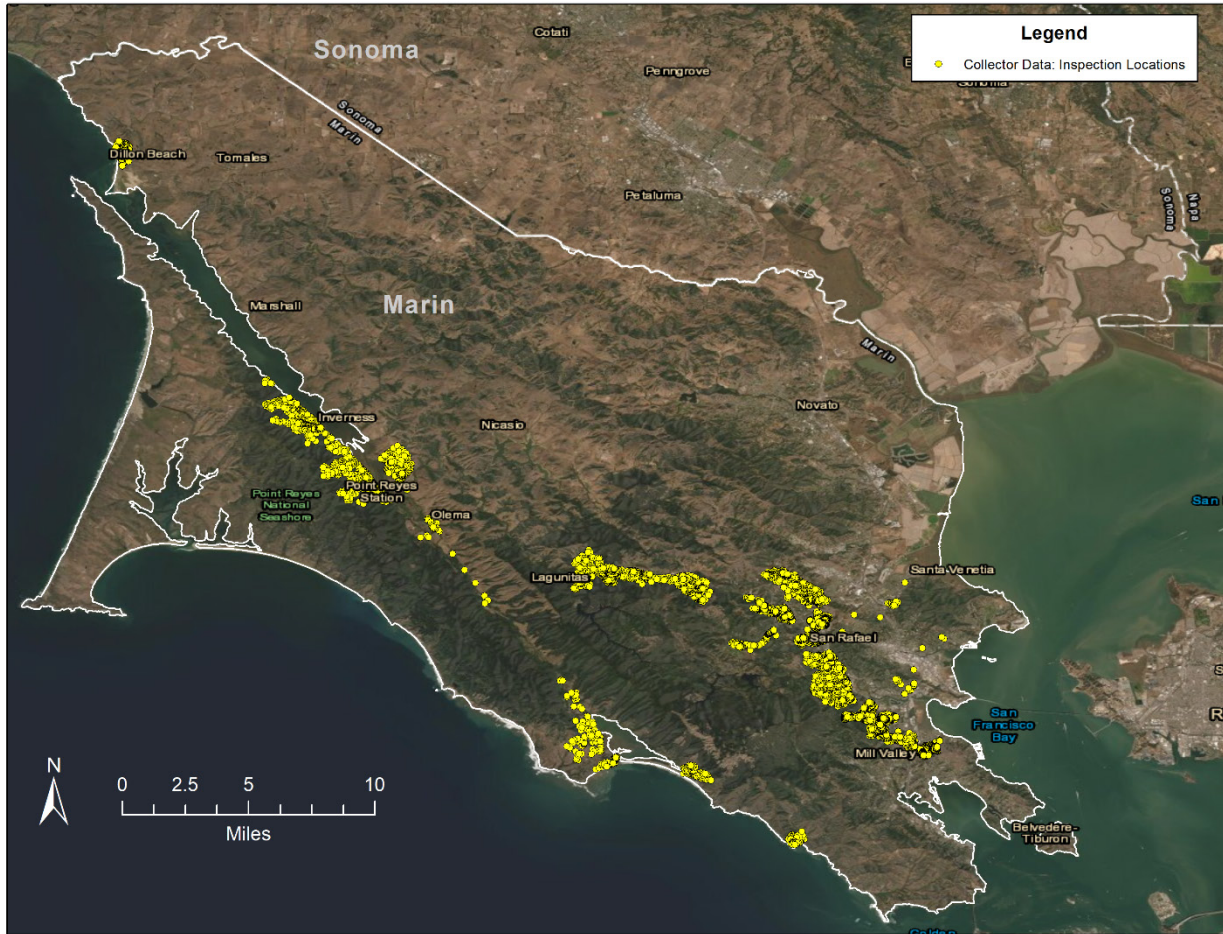 Sonoma
Cotati
Penngrove
Legend
Collector Data: Inspection Locations
Sonoma
Sonoma
Marin
Dillon Beach
Tomales
Petaluma
Sonoma
Napa
Marshall
Marin
Marin
Novato
Inverness
Nicasio
Point Reyes
Station
Point Reyes
National
Seashore
Olema
San
Lagunitas
Santa Venetia
San Rafael
San
Francisco
Bay
Mill Valley
N
0
2.5
5
10
Miles
Belvedere-
Tiburon